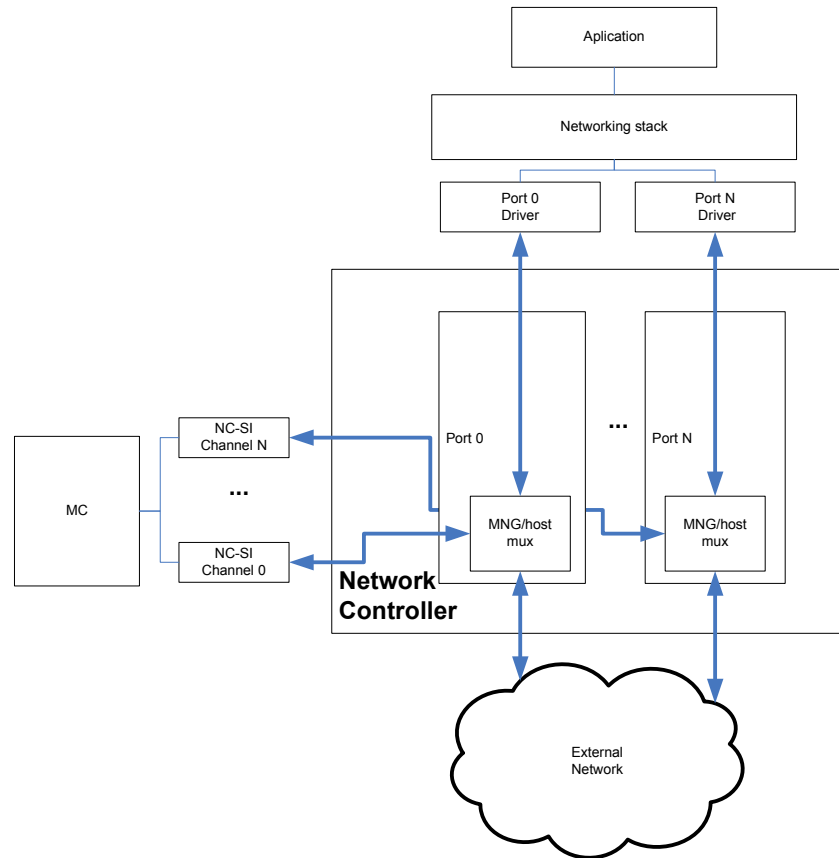 Aplication
Networking stack
Port 0
Driver
Port N
Driver
NC-SI
Channel N
...
Port 0
Port N
...
MC
MNG/host
mux
MNG/host
mux
NC-SI
Channel 0
Network
Controller
External
Network